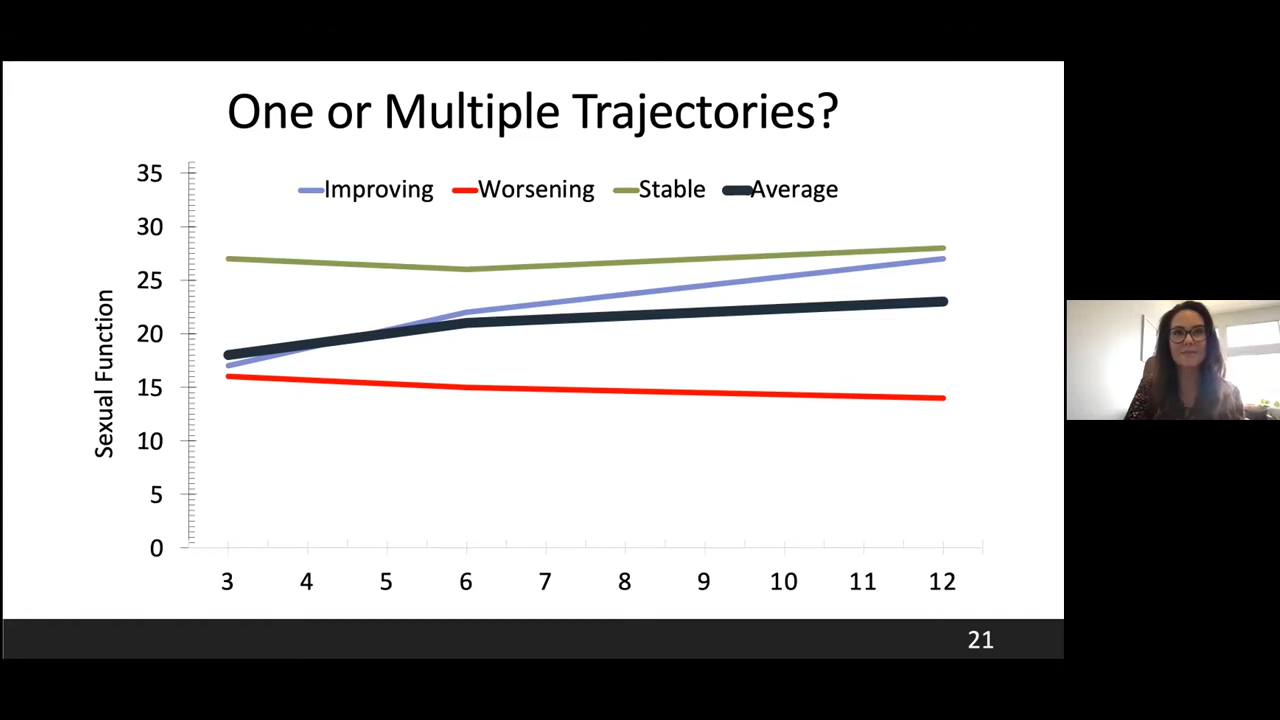 One or Multiple Trajectories?
Improving Worsening Stable Average
35
30
25
20
15
10
5
0
Sexual Function
3 4 5 6 7 8 9 10 11 12
21